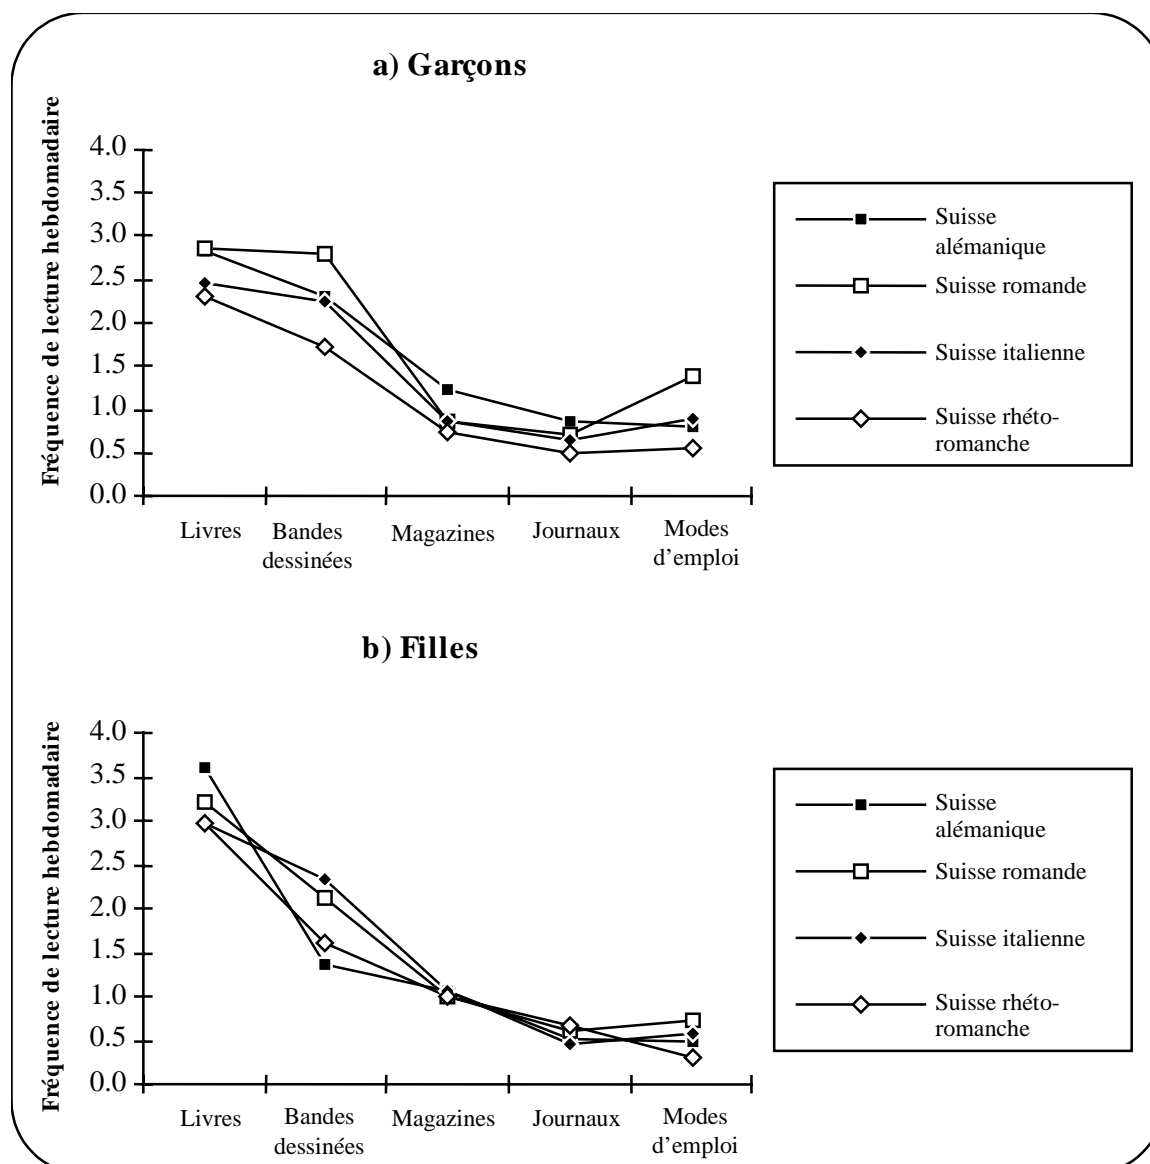 a) Garçons
Fréquence de lecture hebdomadaire
4.0
3.5
3.0
2.5
2.0
1.5
1.0
0.5
0.0
Livres
Bandes
dessinées
Magazines
Journaux
Modes
d’emploi
Suisse
alémanique
Suisse romande
Suisse italienne
Suisse rhéto-
romanche
b) Filles
Fréquence de lecture hebdomadaire
4.0
3.5
3.0
2.5
2.0
1.5
1.0
0.5
0.0
Livres
Bandes
dessinées
Magazines
Journaux
Modes
d’emploi
Suisse
alémanique
Suisse romande
Suisse italienne
Suisse rhéto-
romanche